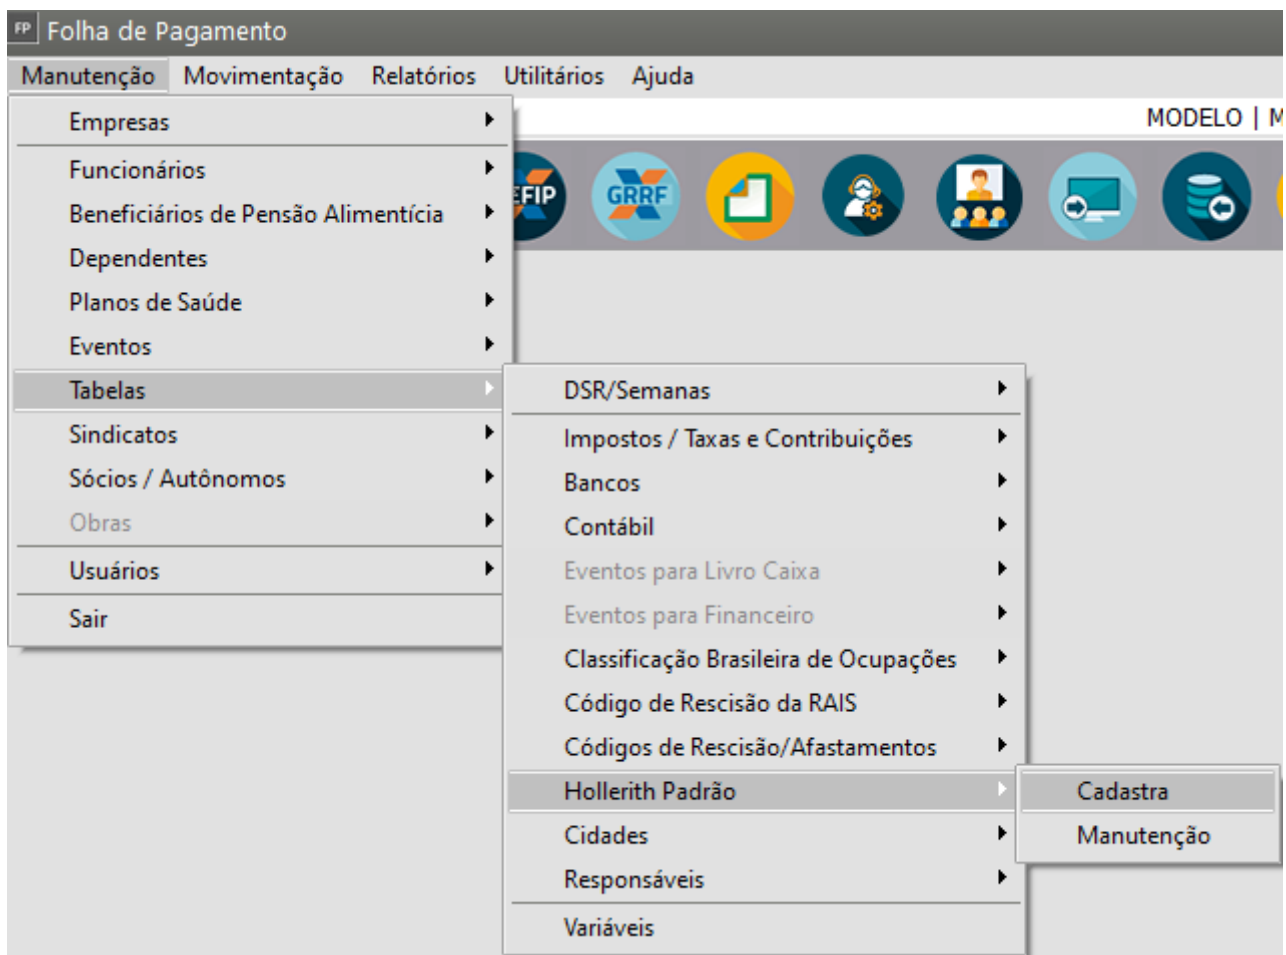 FP Folha de Pagamento
Manutenção Movimentação Relatórios Utilitários Ajuda
MODELO | M
Empresas
Funcionários
Beneficiários de Pensão Alimentícia
Dependentes
Planos de Saúde
Eventos
Tabelas
Sindicatos
Sócios / Autônomos
Obras
Usuários
Sair
EFIP
GRRF
DSR/Semanas
Impostos / Taxas e Contribuições
Bancos
Contábil
Eventos para Livro Caixa
Eventos para Financeiro
Classificação Brasileira de Ocupações
Código de Rescisão da RAIS
Códigos de Rescisão/Afastamentos
Hollerith Padrão
Cidades
Responsáveis
Variáveis
Cadastra
Manutenção